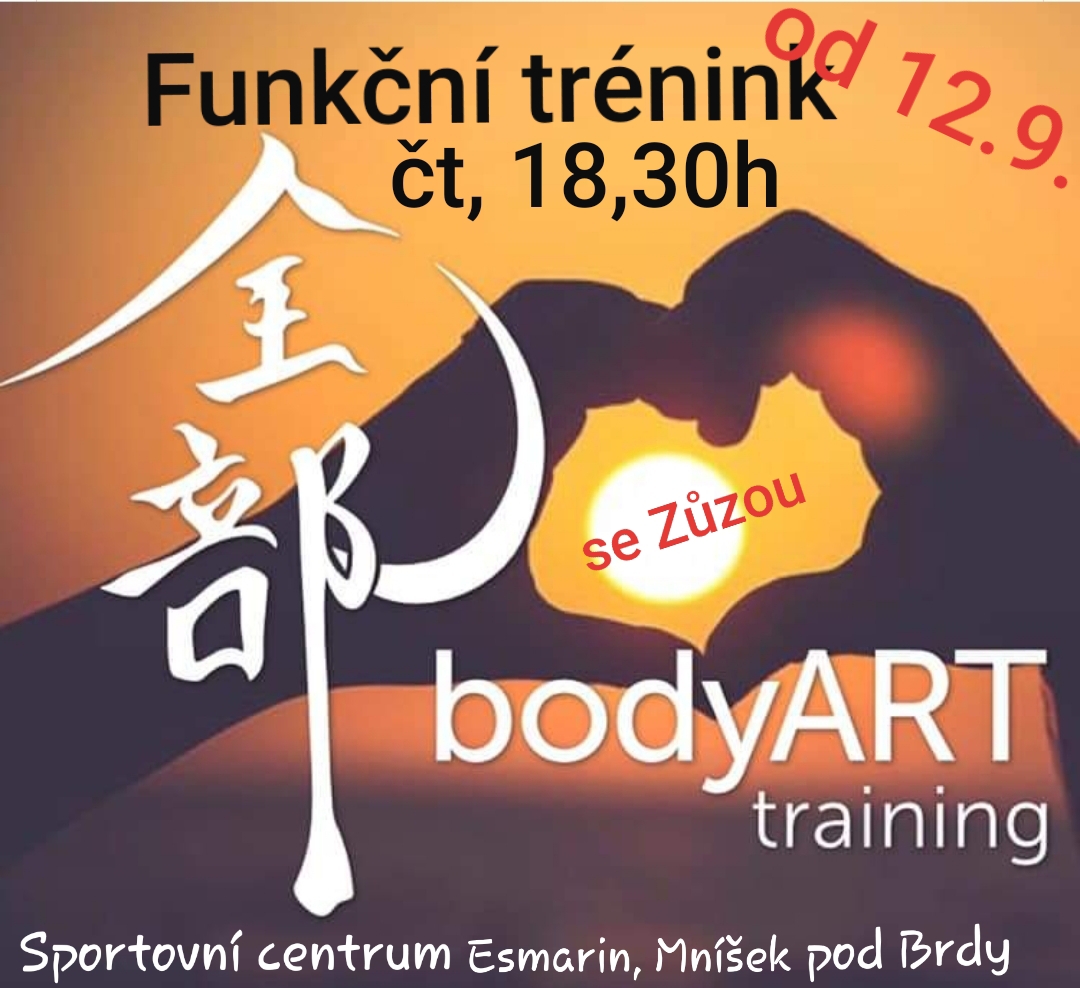 Funkční trénink
od 12.9.
čt, 18,30h
全
部
se Zůzou
bodyART
training
Sportovní centrum Esmarin, Mníšek pod Brdy